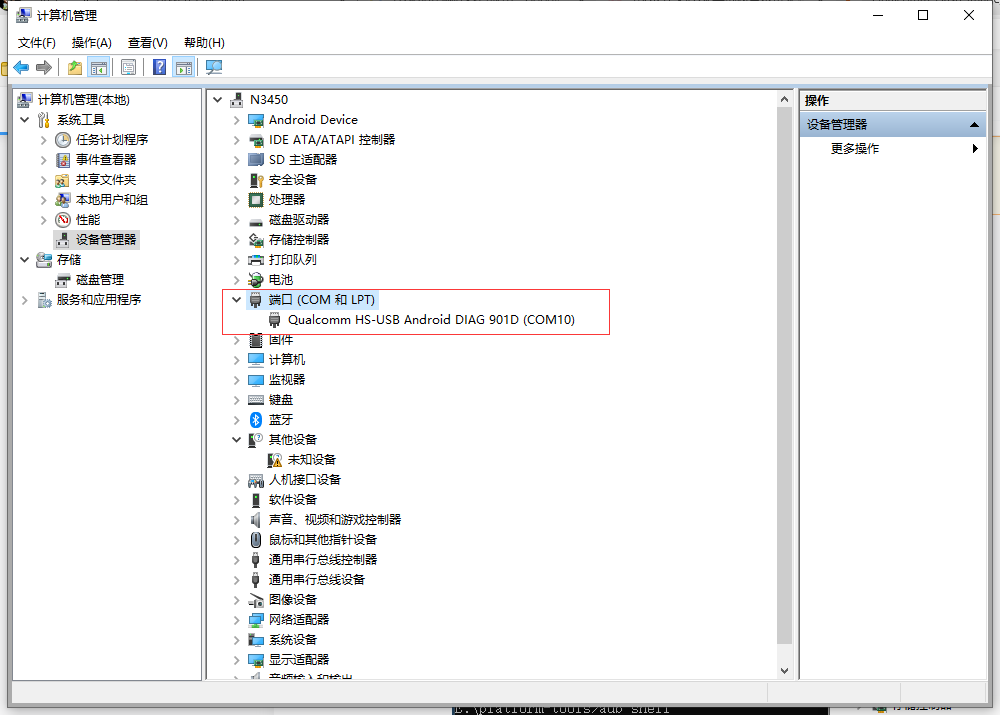 计算机管理
文件(F) 操作(A) 查看(V) 帮助(H)
计算机管理(本地)
系统工具
任务计划程序
事件查看器
共享文件夹
本地用户和组
性能
设备管理器
存储
磁盘管理
服务和应用程序
N3450
Android Device
IDE ATA/ATAPI 控制器
SD 主适配器
安全设备
处理器
磁盘驱动器
存储控制器
打印队列
电池
端口 (COM 和 LPT)
Qualcomm HS-USB Android DIAG 901D (COM10)
固件
计算机
监视器
键盘
蓝牙
其他设备
未知设备
人机接口设备
软件设备
声音、视频和游戏控制器
鼠标和其他指针设备
通用串行总线控制器
通用串行总线设备
图像设备
网络适配器
系统设备
显示适配器
音频输入和输出
操作
设备管理器
更多操作